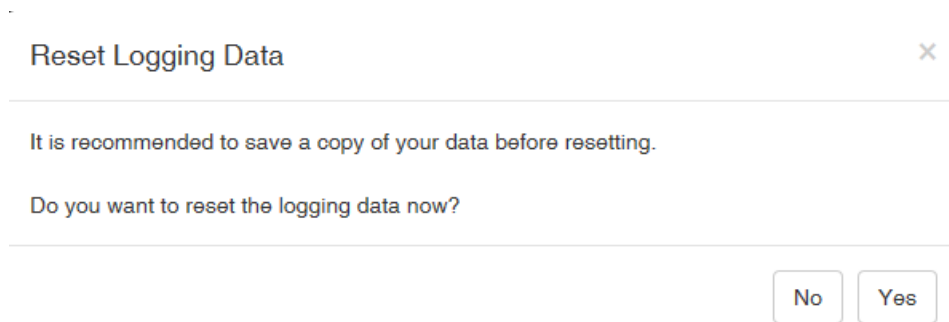 Reset Logging Data ×
It is recommended to save a copy of your data before resetting.
Do you want to reset the logging data now?
No Yes